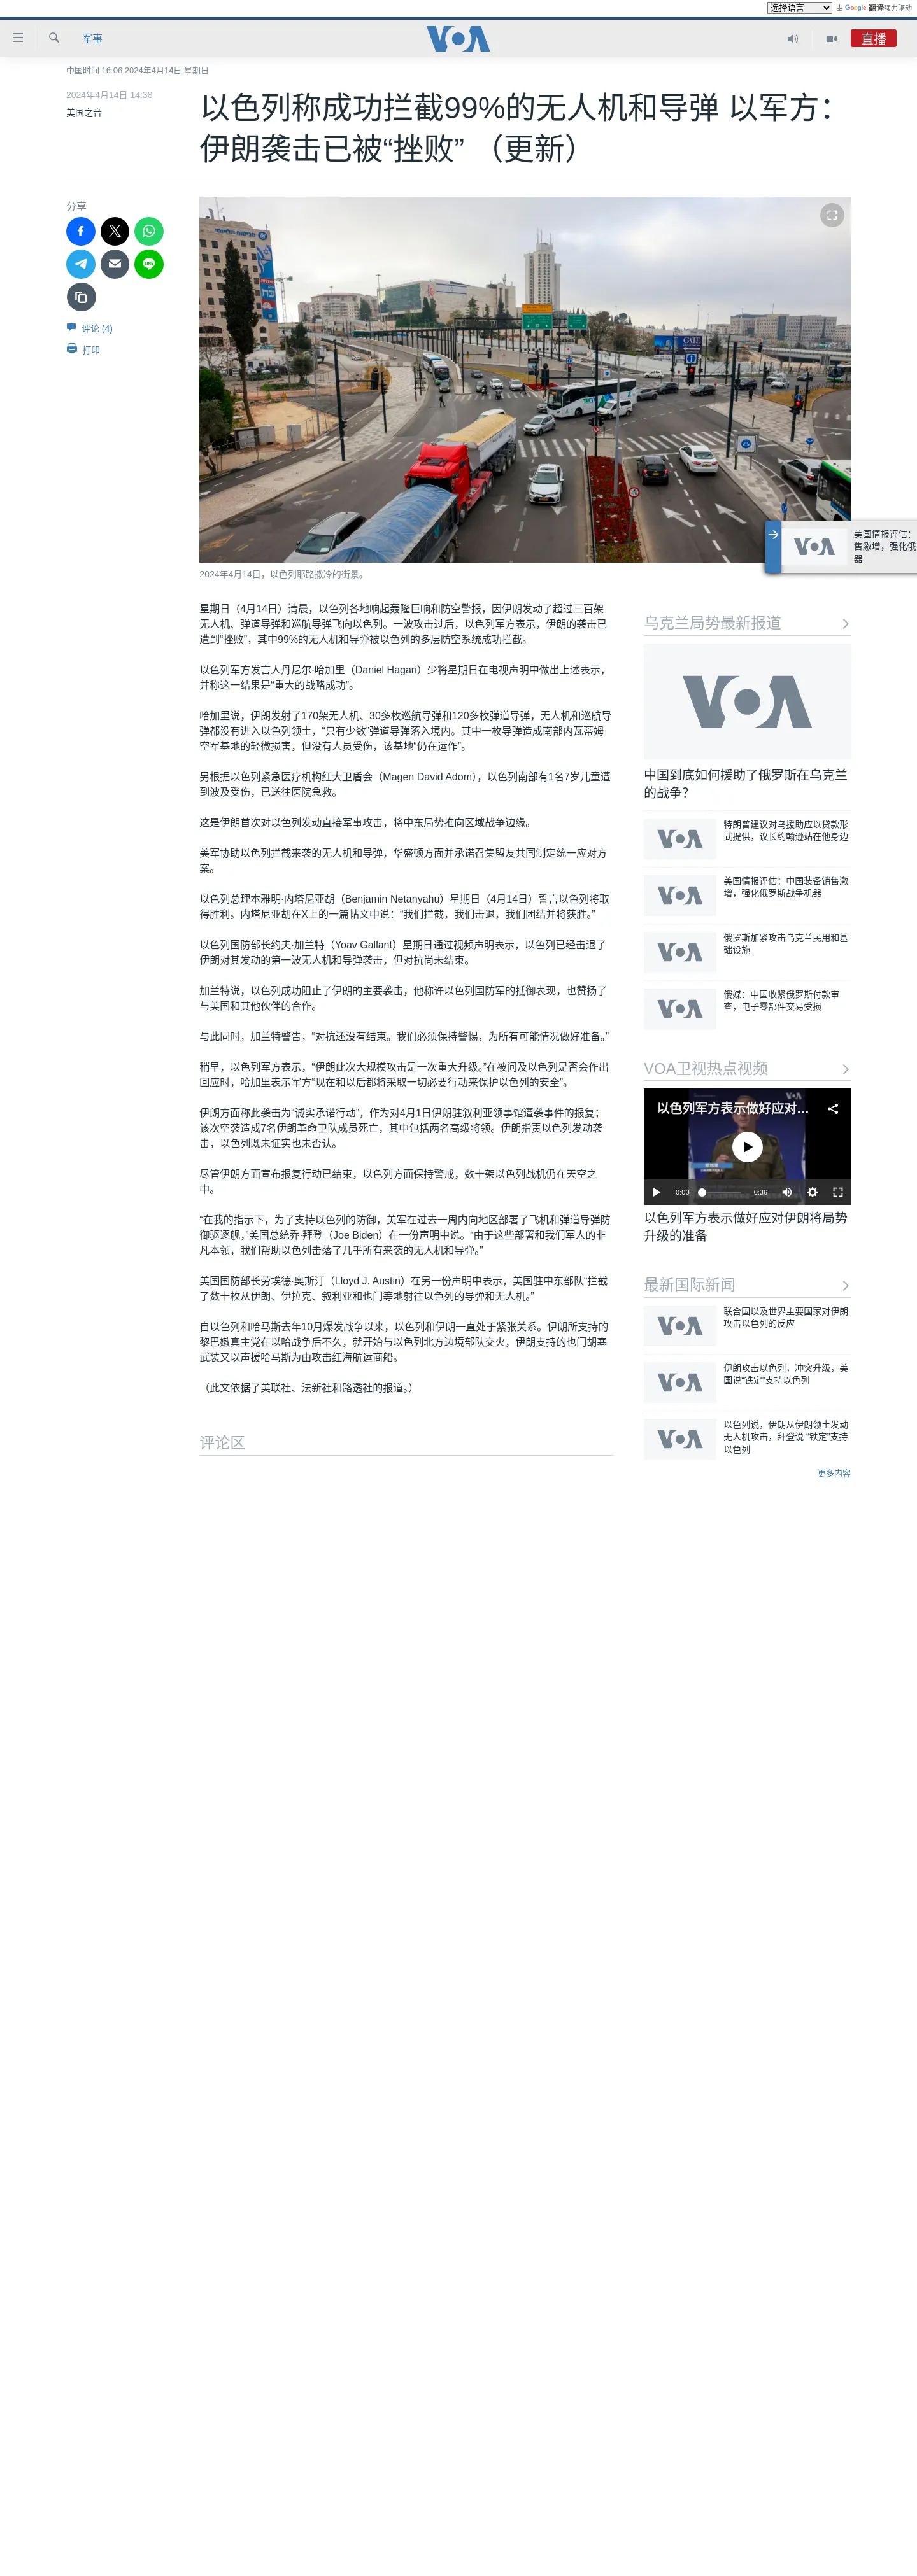 选择语言 由 Google 翻译强力驱动
军事
VOA
直播
中国时间 16:06 2024年4月14日 星期日
2024年4月14日 14:38
美国之音
以色列称成功拦截99%的无人机和导弹 以军方：
伊朗袭击已被“挫败” （更新）
分享
评论 (4)
打印
2024年4月14日，以色列耶路撒冷的街景。
美国情报评估：
售激增，强化俄
器
星期日（4月14日）清晨，以色列各地响起轰隆巨响和防空警报，因伊朗发动了超过三百架
无人机、弹道导弹和巡航导弹飞向以色列。一波攻击过后，以色列军方表示，伊朗的袭击已
遭到“挫败”，其中99%的无人机和导弹被以色列的多层防空系统成功拦截。
以色列军方发言人丹尼尔·哈加里（Daniel Hagari）少将星期日在电视声明中做出上述表示，
并称这一结果是“重大的战略成功”。
哈加里说，伊朗发射了170架无人机、30多枚巡航导弹和120多枚弹道导弹，无人机和巡航导
弹都没有进入以色列领土，“只有少数”弹道导弹落入境内。其中一枚导弹造成南部内瓦蒂姆
空军基地的轻微损害，但没有人员受伤，该基地“仍在运作”。
另根据以色列紧急医疗机构红大卫盾会（Magen David Adom），以色列南部有1名7岁儿童遭
到波及受伤，已送往医院急救。
这是伊朗首次对以色列发动直接军事攻击，将中东局势推向区域战争边缘。
美军协助以色列拦截来袭的无人机和导弹，华盛顿方面并承诺召集盟友共同制定统一应对方
案。
以色列总理本雅明·内塔尼亚胡（Benjamin Netanyahu）星期日（4月14日）誓言以色列将取
得胜利。内塔尼亚胡在X上的一篇帖文中说：“我们拦截，我们击退，我们团结并将获胜。”
以色列国防部长约夫·加兰特（Yoav Gallant）星期日通过视频声明表示，以色列已经击退了
伊朗对其发动的第一波无人机和导弹袭击，但对抗尚未结束。
加兰特说，以色列成功阻止了伊朗的主要袭击，他称许以色列国防军的抵御表现，也赞扬了
与美国和其他伙伴的合作。
与此同时，加兰特警告，“对抗还没有结束。我们必须保持警惕，为所有可能情况做好准备。”
稍早，以色列军方表示，“伊朗此次大规模攻击是一次重大升级。”在被问及以色列是否会作出
回应时，哈加里表示军方“现在和以后都将采取一切必要行动来保护以色列的安全”。
伊朗方面称此袭击为“诚实承诺行动”，作为对4月1日伊朗驻叙利亚领事馆遭袭事件的报复；
该次空袭造成7名伊朗革命卫队成员死亡，其中包括两名高级将领。伊朗指责以色列发动袭
击，以色列既未证实也未否认。
尽管伊朗方面宣布报复行动已结束，以色列方面保持警戒，数十架以色列战机仍在天空之
中。
“在我的指示下，为了支持以色列的防御，美军在过去一周内向地区部署了飞机和弹道导弹防
御驱逐舰，”美国总统乔·拜登（Joe Biden）在一份声明中说。“由于这些部署和我们军人的非
凡本领，我们帮助以色列击落了几乎所有来袭的无人机和导弹。”
美国国防部长劳埃德·奥斯汀（Lloyd J. Austin）在另一份声明中表示，美国驻中东部队“拦截
了数十枚从伊朗、伊拉克、叙利亚和也门等地射往以色列的导弹和无人机。”
自以色列和哈马斯去年10月爆发战争以来，以色列和伊朗一直处于紧张关系。伊朗所支持的
黎巴嫩真主党在以哈战争后不久，就开始与以色列北方边境部队交火，伊朗支持的也门胡塞
武装又以声援哈马斯为由攻击红海航运商船。
（此文依据了美联社、法新社和路透社的报道。）
评论区
乌克兰局势最新报道
VOA
中国到底如何援助了俄罗斯在乌克兰
的战争？
特朗普建议对乌援助应以贷款形
式提供，议长约翰逊站在他身边
美国情报评估：中国装备销售激
增，强化俄罗斯战争机器
俄罗斯加紧攻击乌克兰民用和基
础设施
俄媒：中国收紧俄罗斯付款审
查，电子零部件交易受损
VOA卫视热点视频
以色列军方表示做好应对...
0:00 0:36
以色列军方表示做好应对伊朗将局势
升级的准备
最新国际新闻
联合国以及世界主要国家对伊朗
攻击以色列的反应
伊朗攻击以色列，冲突升级，美
国说“铁定”支持以色列
以色列说，伊朗从伊朗领土发动
无人机攻击，拜登说 “铁定”支持
以色列
更多内容